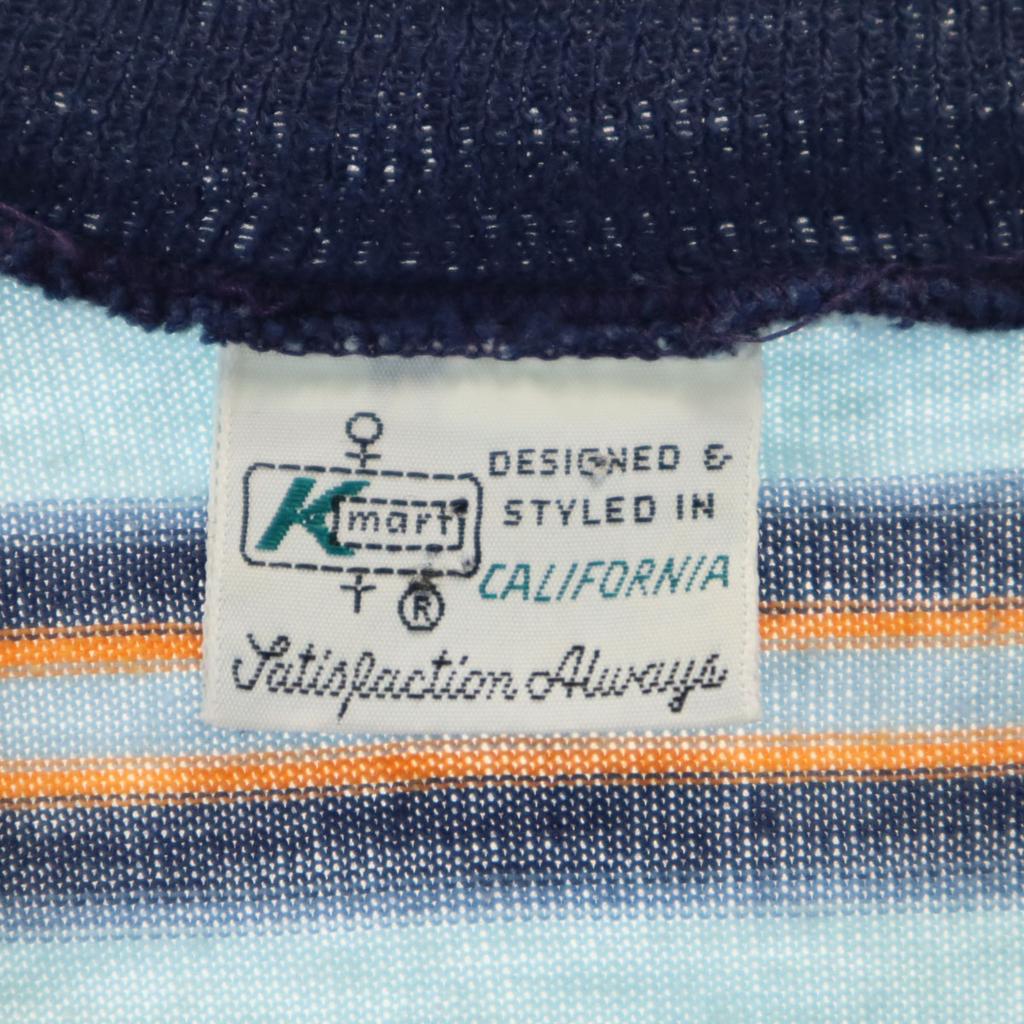 Kmart
®
DESIGNED &
STYLED IN
CALIFORNIA
Satisfaction Always